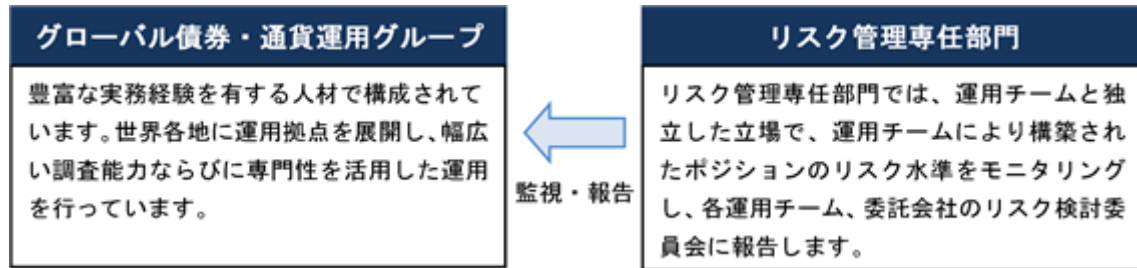 グローバル債券・通貨運用グループ
豊富な実務経験を有する人材で構成されて
います。世界各地に運用拠点を展開し、幅広
い調査能力ならびに専門性を活用した運用
を行っています。
監視・報告
リスク管理専任部門
リスク管理専任部門では、運用チームと独
立した立場で、運用チームにより構築され
たポジションのリスク水準をモニタリング
し、各運用チーム、委託会社のリスク検討委
員会に報告します。